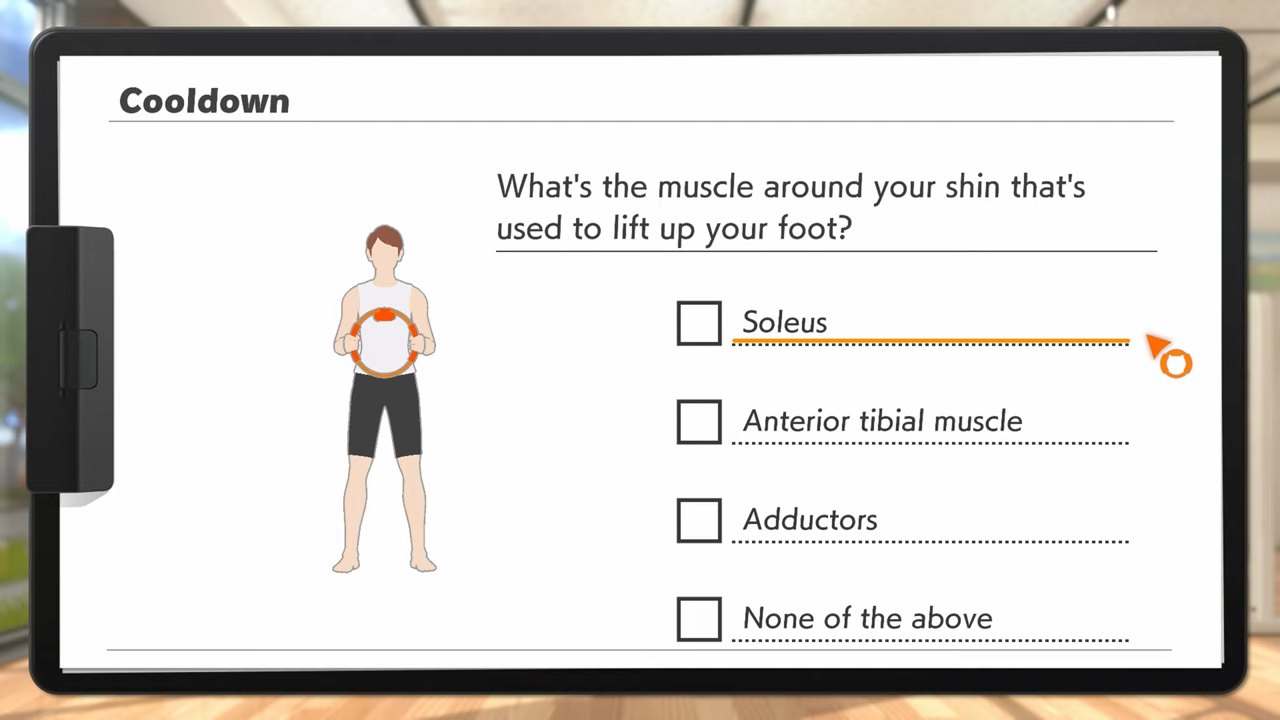 Cooldown
What's the muscle around your shin that's
used to lift up your foot?
Soleus
Anterior tibial muscle
Adductors
None of the above